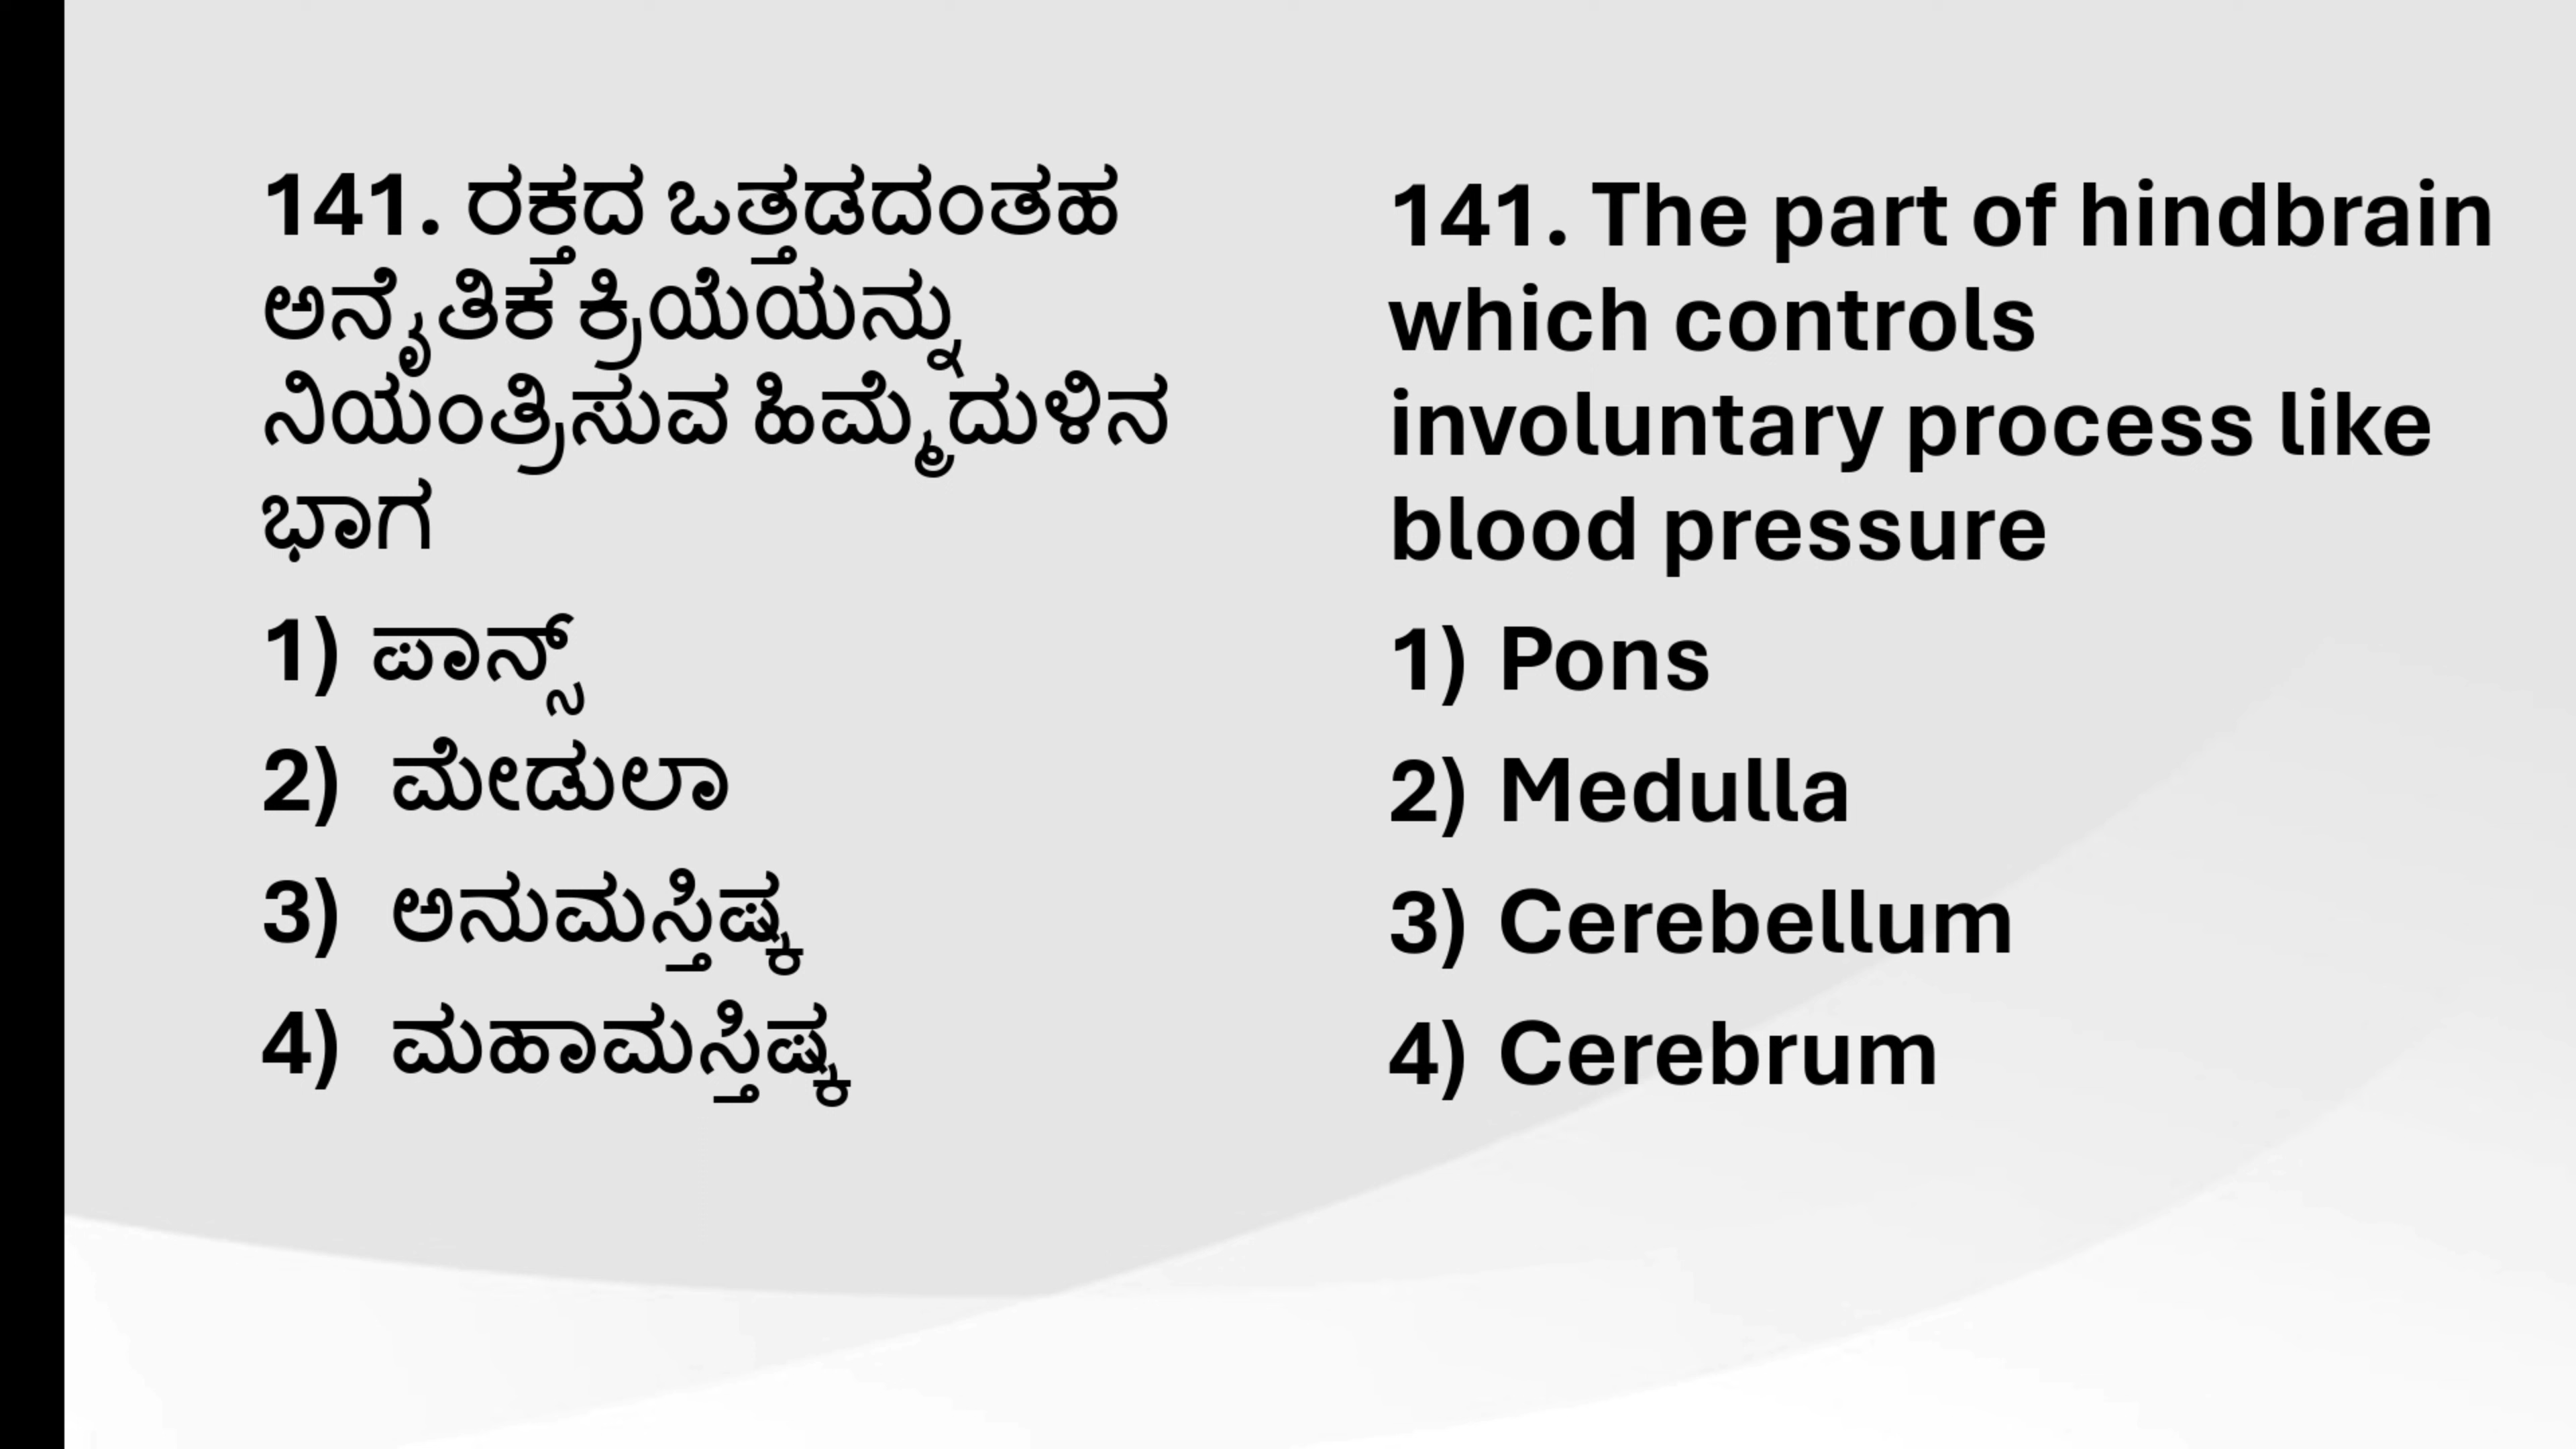 141. ರಕ್ತದ ಒತ್ತಡದಂತಹ
ಅನೈತಿಕ ಕ್ರಿಯೆಯನ್ನು
ನಿಯಂತ್ರಿಸುವ ಹಿಮ್ಮೆದುಳಿನ
ಭಾಗ
1) ಪಾನ್ಸ್
2) ಮೇಡುಲಾ
3) ಅನುಮಸ್ತಿಷ್ಕ
4) ಮಹಾಮಸ್ತಿಷ್ಕ
141. The part of hindbrain
which controls
involuntary process like
blood pressure
1) Pons
2) Medulla
3) Cerebellum
4) Cerebrum